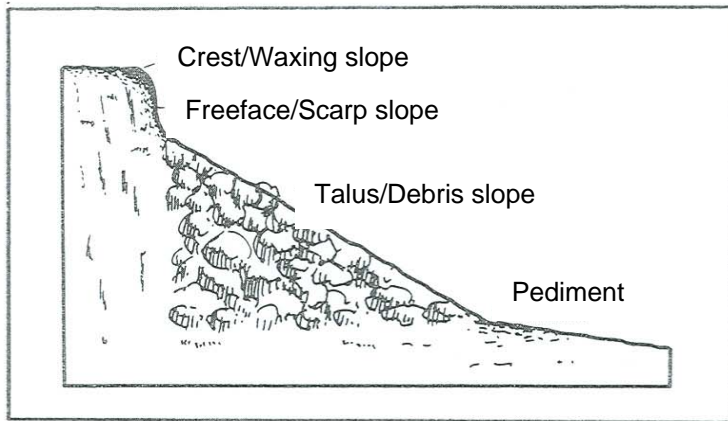 Crest/Waxing slope
Freeface/Scarp slope
Talus/Debris slope
Pediment